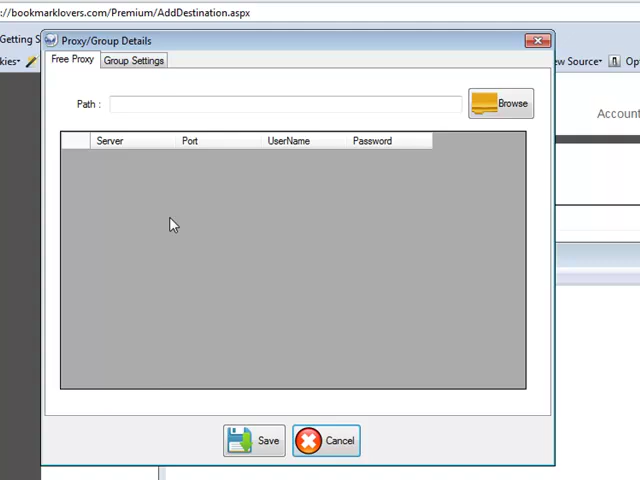 ://bookmarklovers.com/Premium/AddDestination.aspx
Getting S
kies
ew Source
Op
Account
Proxy/Group Details
Free Proxy
Group Settings
Path :
Browse
Server
Port
UserName
Password
Save
Cancel